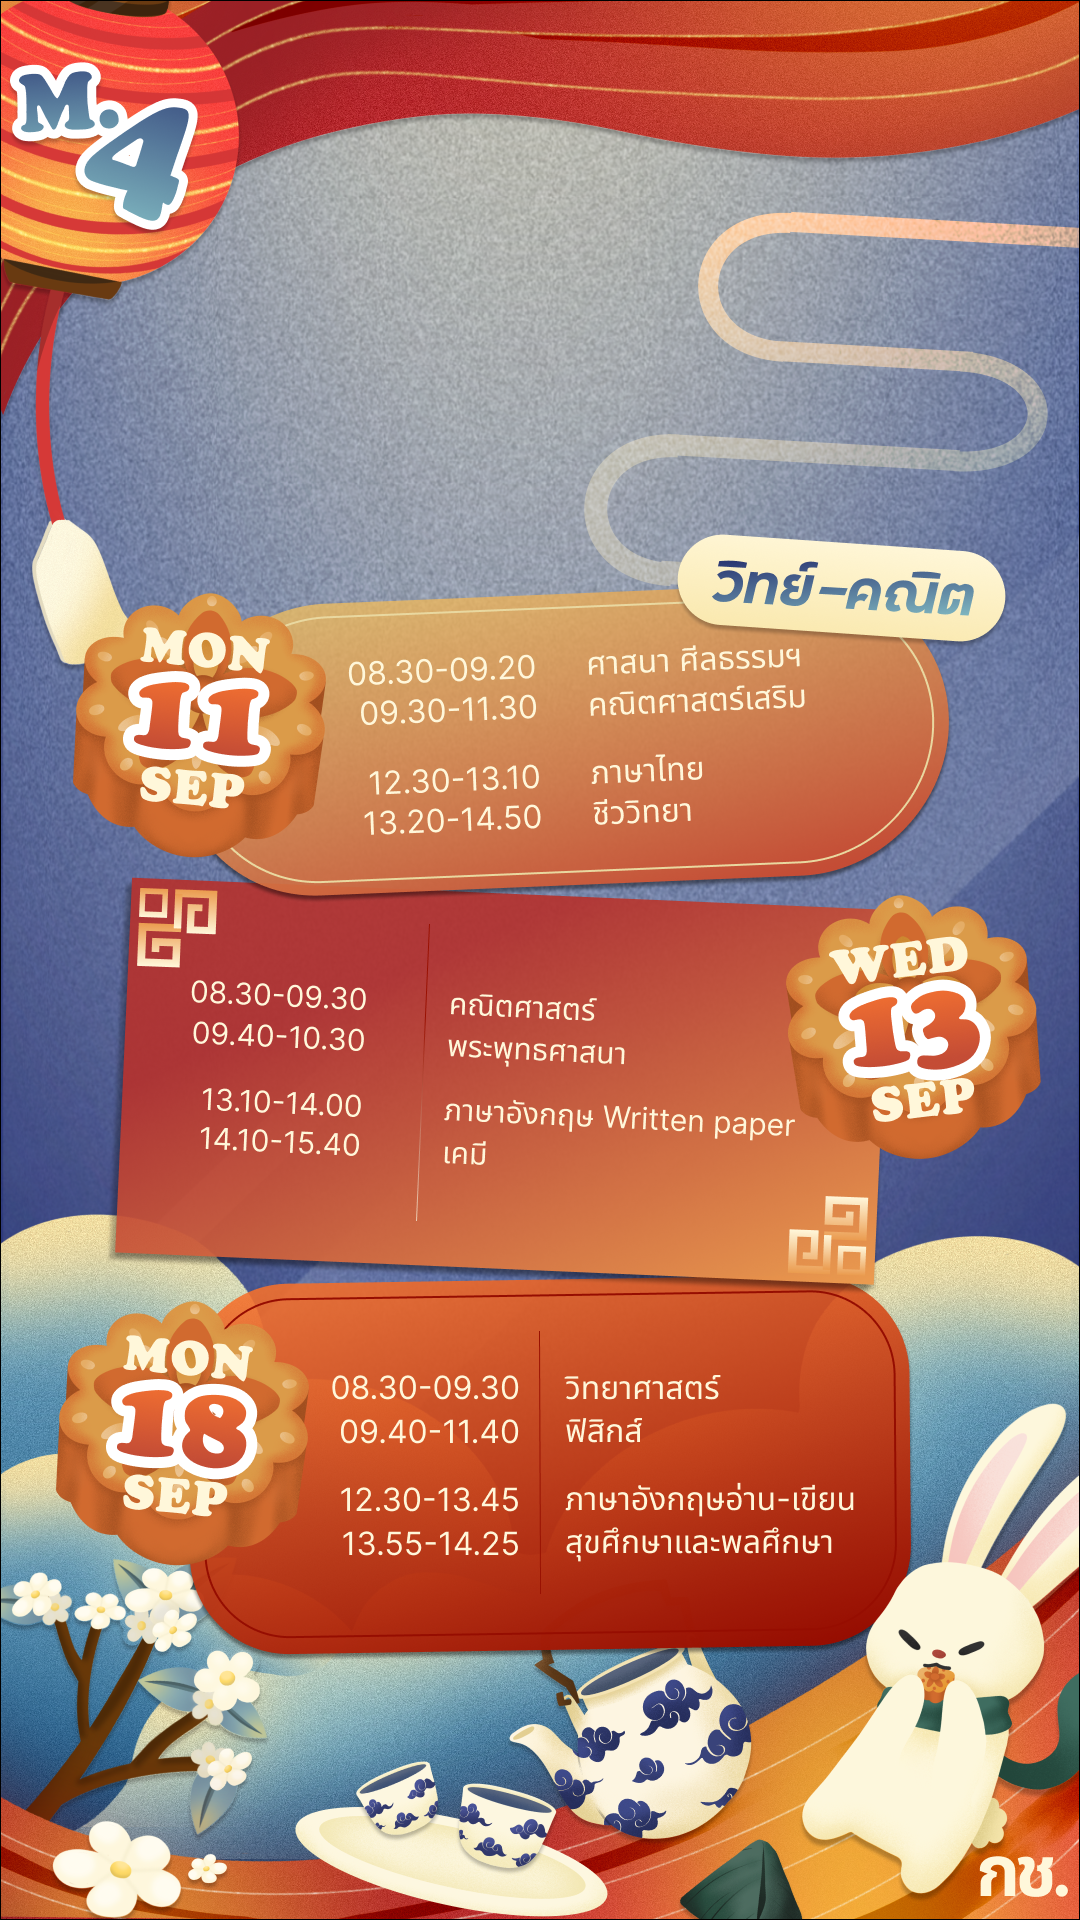 M.4
วิทย์-คณิต
MON
11
SEP
08.30-09.20 ศาสนา ศีลธรรมฯ
09.30-11.30 คณิตศาสตร์เสริม
12.30-13.10 ภาษาไทย
13.20-14.50 ชีววิทยา
WED
13
SEP
08.30-09.30 คณิตศาสตร์
09.40-10.30 พระพุทธศาสนา
13.10-14.00 ภาษาอังกฤษ Written paper
14.10-15.40 เคมี
MON
18
SEP
08.30-09.30 วิทยาศาสตร์
09.40-11.40 ฟิสิกส์
12.30-13.45 ภาษาอังกฤษอ่าน-เขียน
13.55-14.25 สุขศึกษาและพลศึกษา
กช.